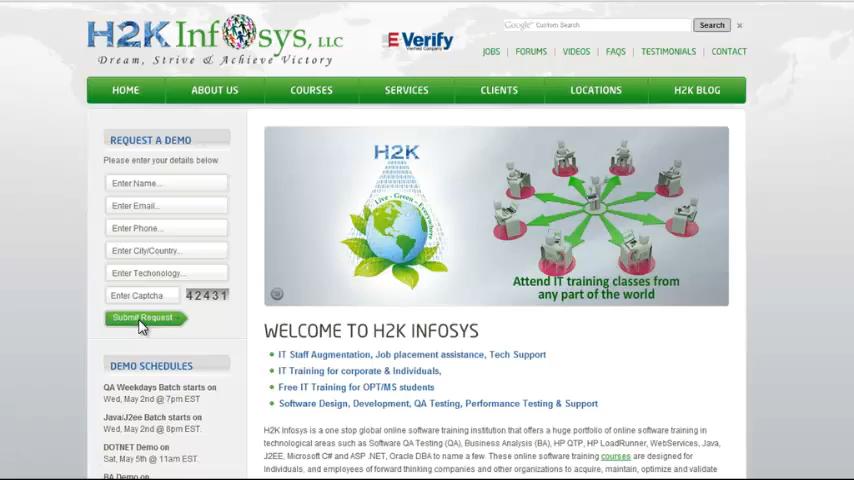 H2K Infosys, LLC
Dream, Strive & Achieve Victory
E Verify
Google Custom Search
Search
×
JOBS | FORUMS | VIDEOS | FAQS | TESTIMONIALS | CONTACT
HOME ABOUT US COURSES SERVICES CLIENTS LOCATIONS H2K BLOG
REQUEST A DEMO
Please enter your details below.
Enter Name...
Enter Email..
Enter Phone...
Enter City/Country...
Enter Techonology...
Enter Captcha
42431
Submit Request
DEMO SCHEDULES
QA Weekdays Batch starts on
Wed, May 2nd @ 7pm EST
Java/J2ee Batch starts on
Wed, May 2nd @ 8pm EST.
DOTNET Demo on
Sat, May 5th @ 11am EST.
BA Demo on
H2K
Live - Green - Everywhere
Attend IT training classes from
any part of the world
WELCOME TO H2K INFOSYS
IT Staff Augmentation, Job placement assistance, Tech Support
IT Training for corporate & Individuals,
Free IT Training for OPT/MS students
Software Design, Development, QA Testing, Performance Testing & Support
H2K Infosys is a one stop global online software training institution that offers a huge portfolio of online software training in
technological areas such as Software QA Testing (QA), Business Analysis (BA), HP QTP, HP LoadRunner, WebServices, Java,
J2EE, Microsoft C# and ASP .NET, Oracle DBA to name a few. These online software training courses are designed for
Individuals, and employees of forward thinking companies and other organizations to acquire, maintain, optimize and validate